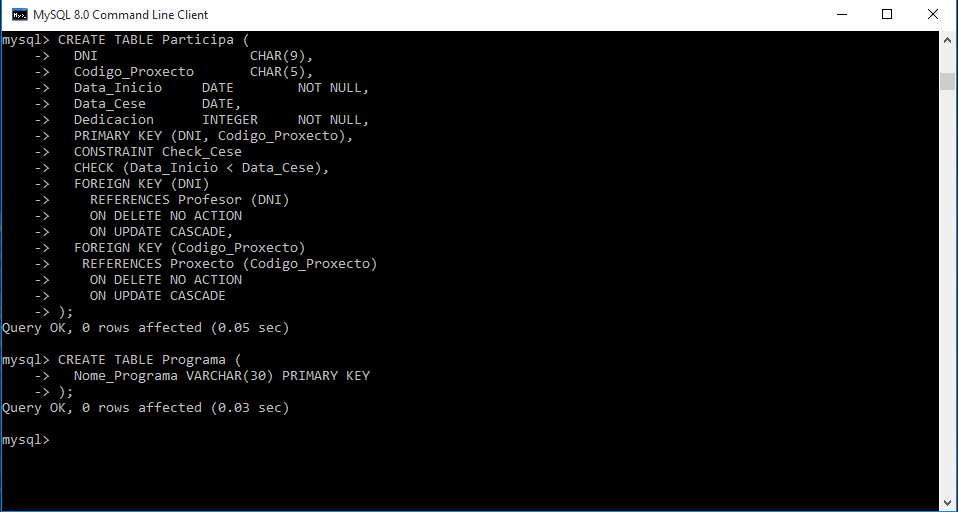 MySQL 8.0 Command Line Client
mysql> CREATE TABLE Participa (
    ->   DNI                   CHAR(9),
    ->   Codigo_Proxecto       CHAR(5),
    ->   Data_Inicio     DATE        NOT NULL,
    ->   Data_Cese       DATE,
    ->   Dedicacion      INTEGER     NOT NULL,
    ->   PRIMARY KEY (DNI, Codigo_Proxecto),
    ->   CONSTRAINT Check_Cese
    ->   CHECK (Data_Inicio < Data_Cese),
    ->   FOREIGN KEY (DNI)
    ->     REFERENCES Profesor (DNI)
    ->     ON DELETE NO ACTION
    ->     ON UPDATE CASCADE,
    ->   FOREIGN KEY (Codigo_Proxecto)
    ->    REFERENCES Proxecto (Codigo_Proxecto)
    ->     ON DELETE NO ACTION
    ->     ON UPDATE CASCADE
    -> );
Query OK, 0 rows affected (0.05 sec)
mysql> CREATE TABLE Programa (
    ->   Nome_Programa VARCHAR(30) PRIMARY KEY
    -> );
Query OK, 0 rows affected (0.03 sec)
mysql>